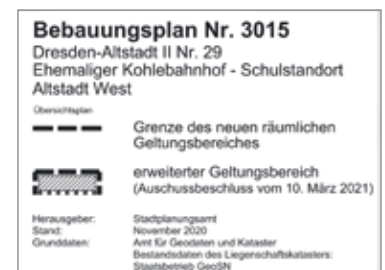 Bebauungsplan Nr. 3015
Dresden-Altstadt II Nr. 29
Ehemaliger Kohlebahnhof - Schulstandort
Altstadt West
Übersichtsplan
Grenze des neuen räumlichen
Geltungsbereiches
erweiterter Geltungsbereich
(Auschussbeschluss vom 10. März 2021)
Herausgeber: Stadtplanungsamt
Stand: November 2020
Grunddaten: Amt für Geodaten und Kataster
Bestandsdaten des Liegenschaftskatasters:
Staatsbetrieb GeoSN